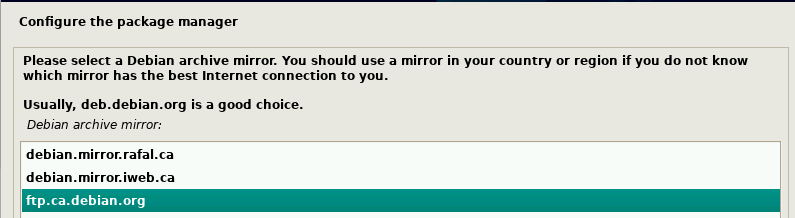 Configure the package manager
Please select a Debian archive mirror. You should use a mirror in your country or region if you do not know
which mirror has the best Internet connection to you.
Usually, deb.debian.org is a good choice.
Debian archive mirror:
debian.mirror.rafal.ca
debian.mirror.iweb.ca
ftp.ca.debian.org